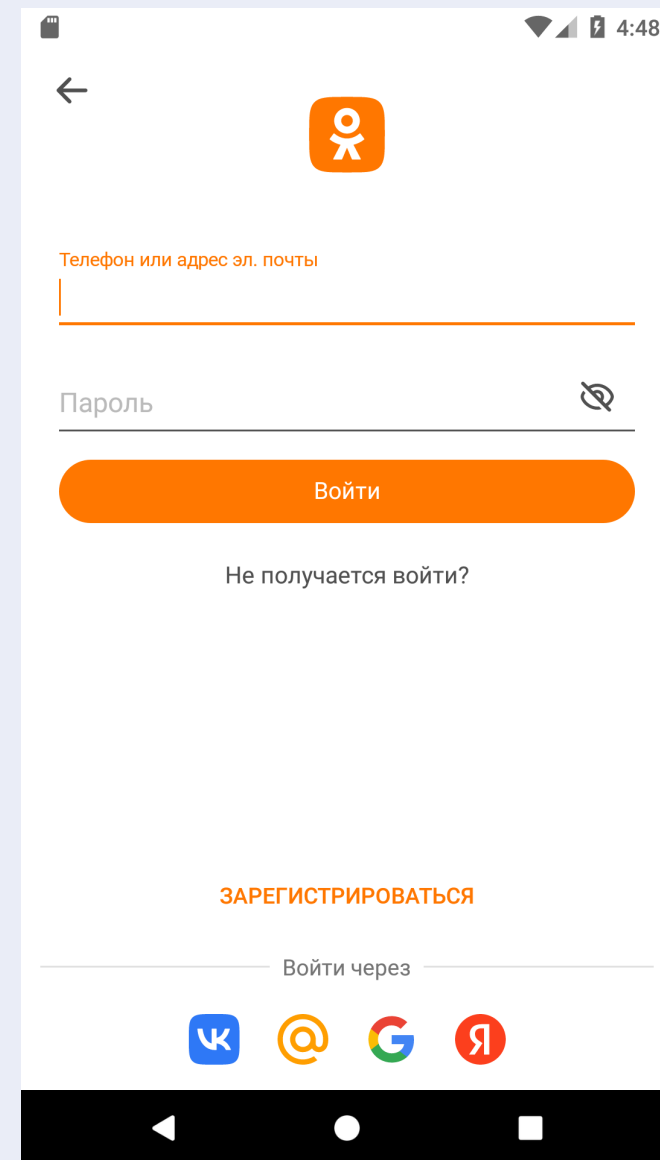 4:48
Телефон или адрес эл. почты
Пароль
Войти
Не получается войти?
ЗАРЕГИСТРИРОВАТЬСЯ
Войти через